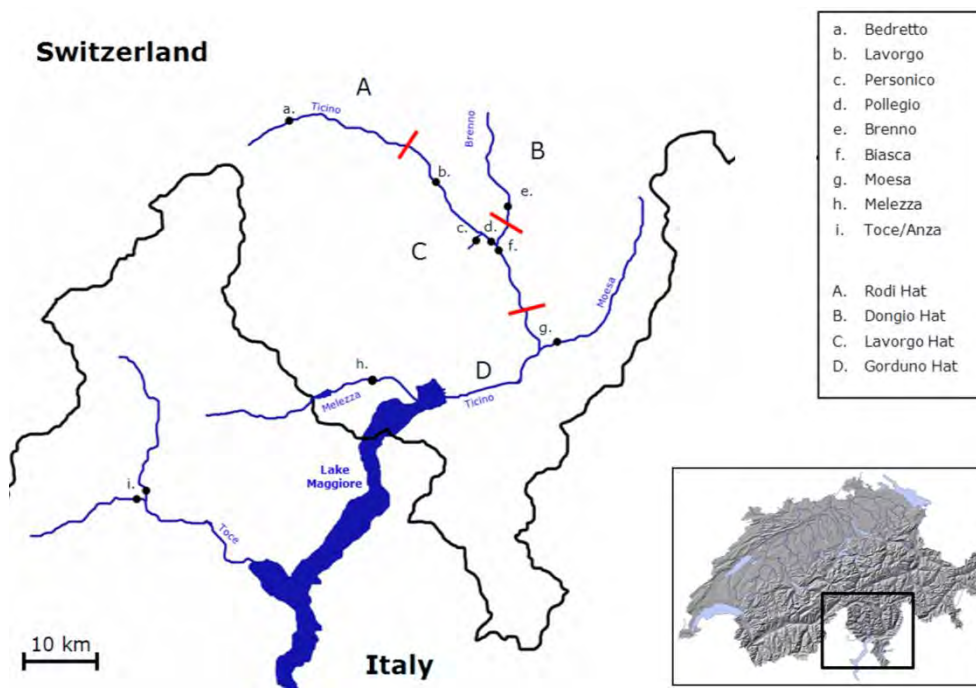 Switzerland
A
a.
Ticino
Brenno
B
b.
e.
c.
d.
f.
C
Moesa
g.
h.
D
Melezza
Ticino
Lake
Maggiore
i.
Toce
10 km
Italy
a. Bedretto
b. Lavorgo
c. Personico
d. Pollegio
e. Brenno
f. Biasca
g. Moesa
h. Melezza
i. Toce/Anza
A. Rodi Hat
B. Dongio Hat
C. Lavorgo Hat
D. Gorduno Hat